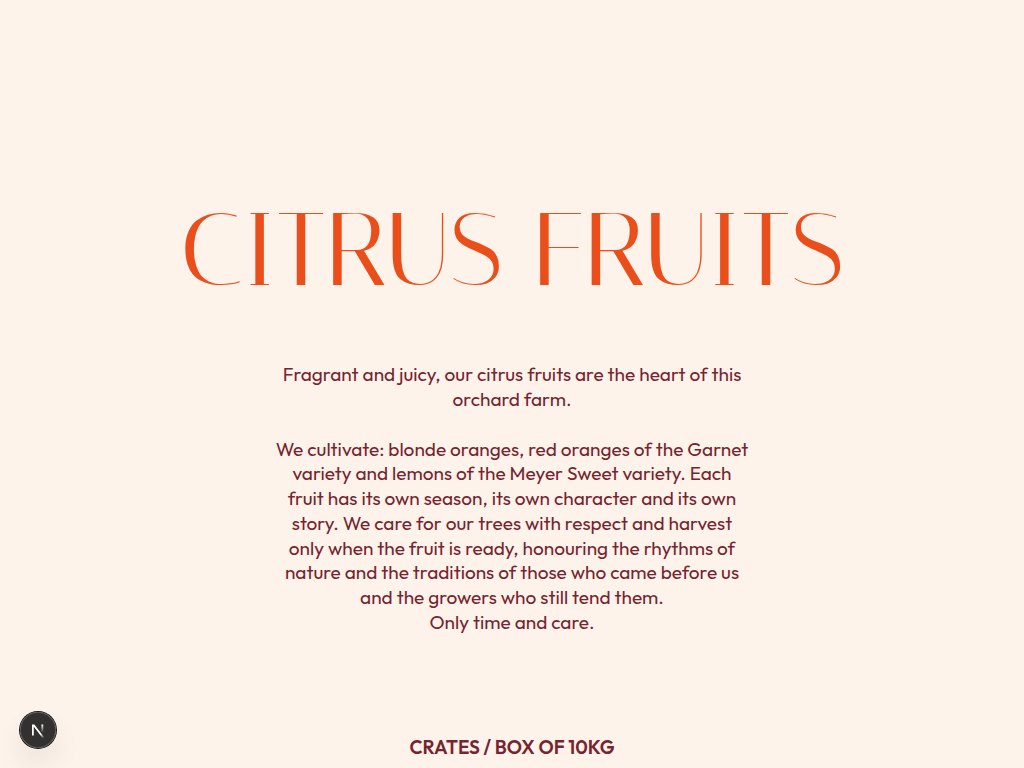 CITRUS FRUITS
Fragrant and juicy, our citrus fruits are the heart of this
orchard farm.
We cultivate: blonde oranges, red oranges of the Garnet
variety and lemons of the Meyer Sweet variety. Each
fruit has its own season, its own character and its own
story. We care for our trees with respect and harvest
only when the fruit is ready, honouring the rhythms of
nature and the traditions of those who came before us
and the growers who still tend them.
Only time and care.
N
CRATES / BOX OF 10KG